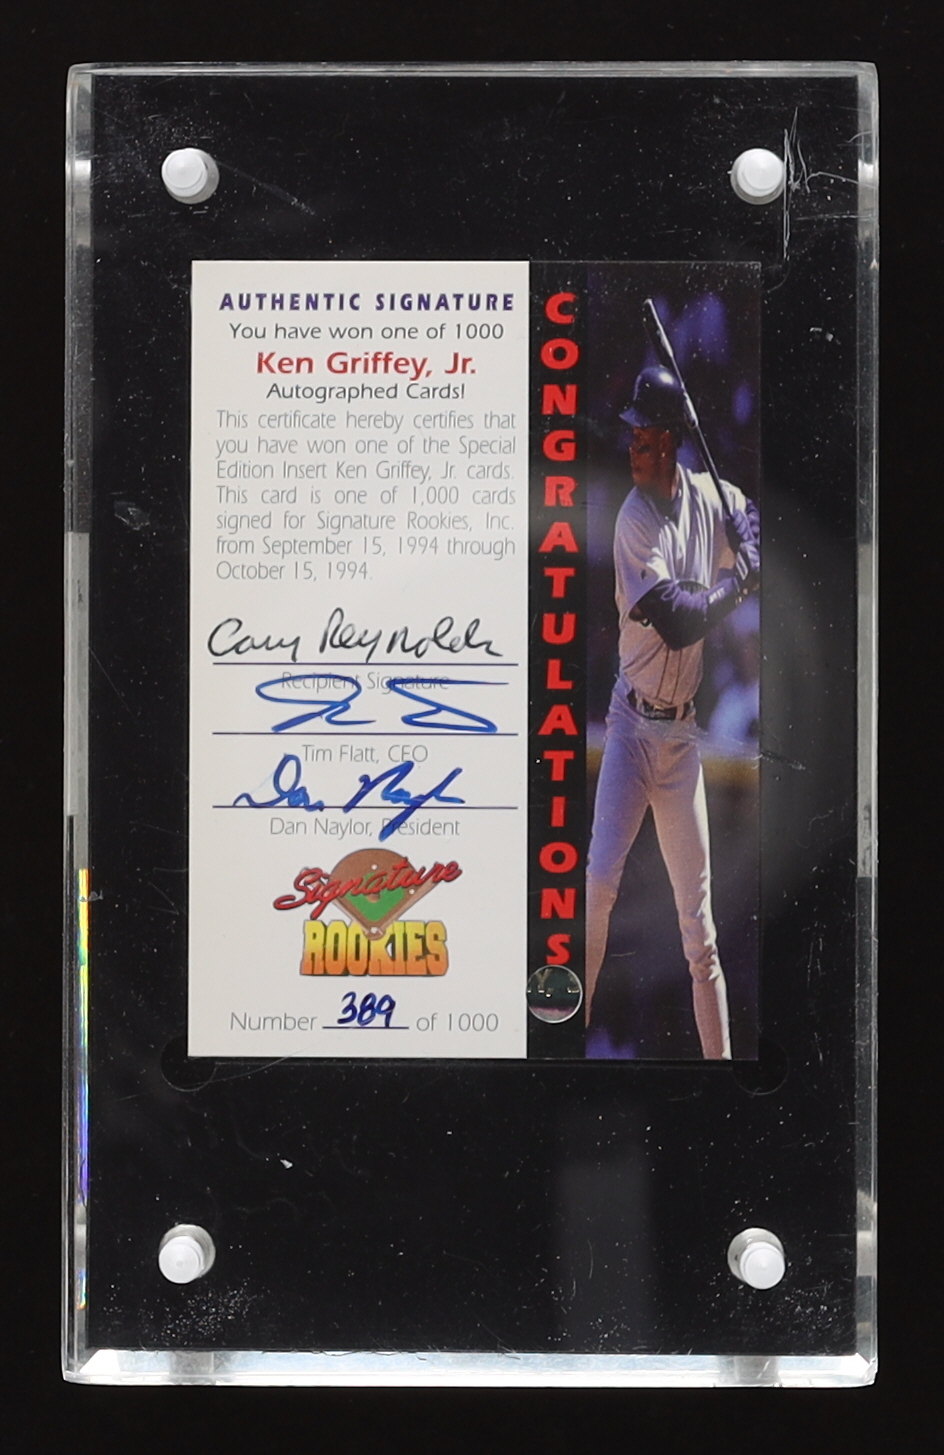 AUTHENTIC SIGNATURE
You have won one of 1000
Ken Griffey, Jr.
Autographed Cards!
This certificate hereby certifies that
you have won one of the Special
Edition Insert Ken Griffey, Jr. cards.
This card is one of 1,000 cards
signed for Signature Rookies, Inc.
from September 15, 1994 through
October 15, 1994.
Cary Reynolds
Recipient Signature
Tim Flatt, CEO
Dan Naylor
Dan Naylor, President
Signature
ROOKIES
Number 389 of 1000
CONGRATULATIONS